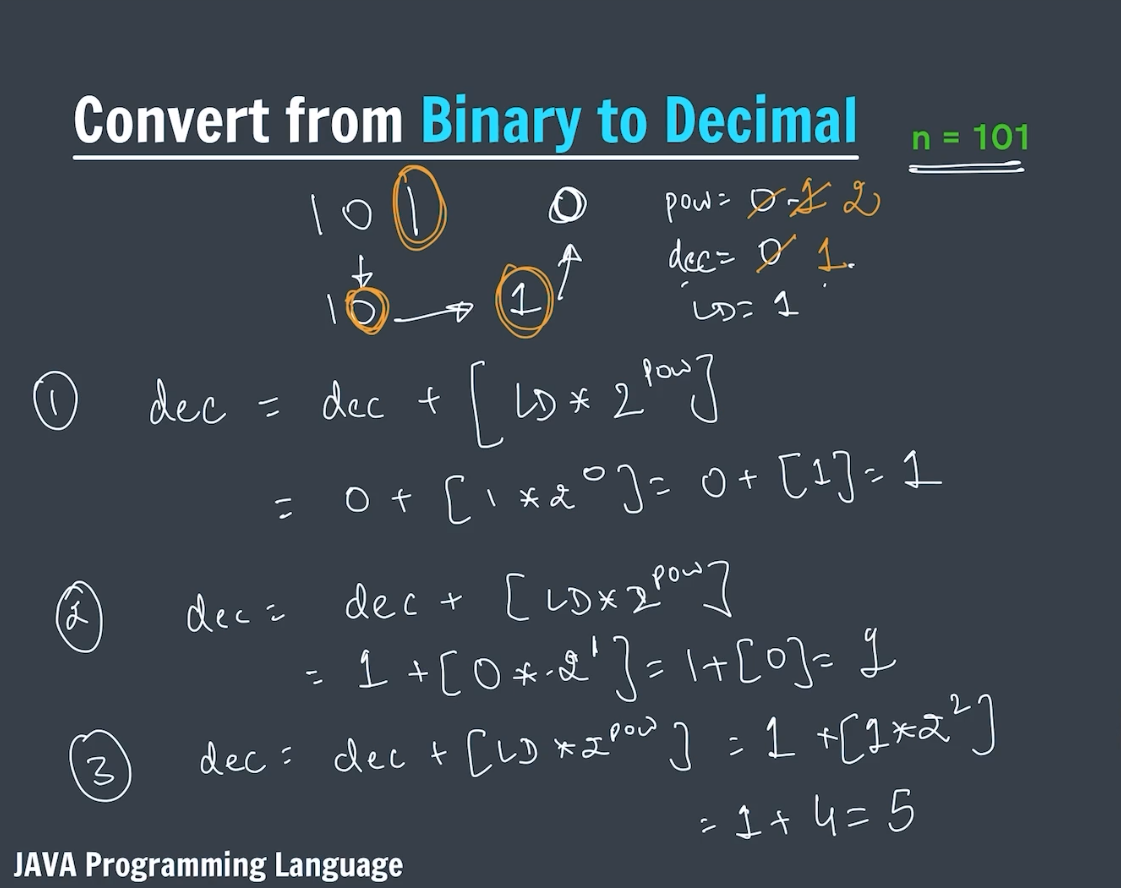 Convert from Binary to Decimal
n = 101
1 0 1 0
pow = 0 1 2
dec = 0 1.
10 → 1
LD = 1
① dec = dec + [LD * 2^pow]
= 0 + [1 * 2^0] = 0 + [1] = 1
② dec = dec + [LD * 2^pow]
= 1 + [0 * 2^1] = 1 + [0] = 1
③ dec = dec + [LD * 2^pow] = 1 + [1 * 2^2]
= 1 + 4 = 5
JAVA Programming Language